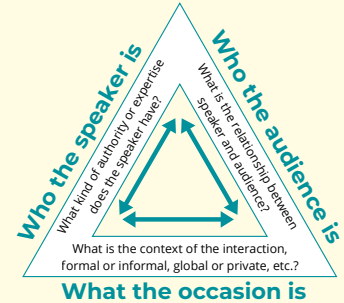 Who the speaker is
What kind of authority or expertise
does the speaker have?
Who the audience is
What is the relationship between
speaker and audience?
What is the context of the interaction,
formal or informal, global or private, etc.?
What the occasion is